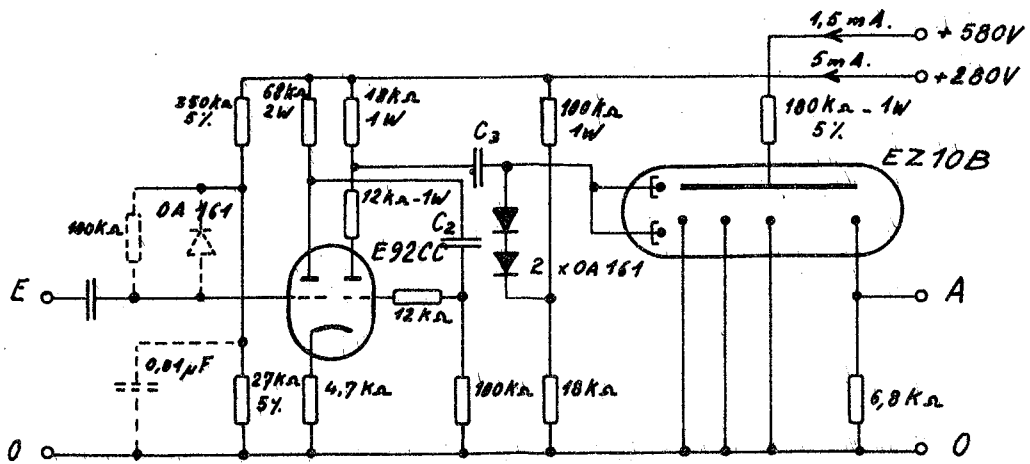 1,5 mA.
+ 580V
5 mA.
+280V
68kΩ
2W
18kΩ
1W
5%
100kΩ
1W
180kΩ - 1W
5%
C3
EZ10B
OA 161
12kΩ-1W
100kΩ
C2
E92CC
2 x OA 161
E
A
12kΩ
0,01µF
27kΩ
5%
4,7KΩ
100kΩ
18kΩ
6,8KΩ
0
0